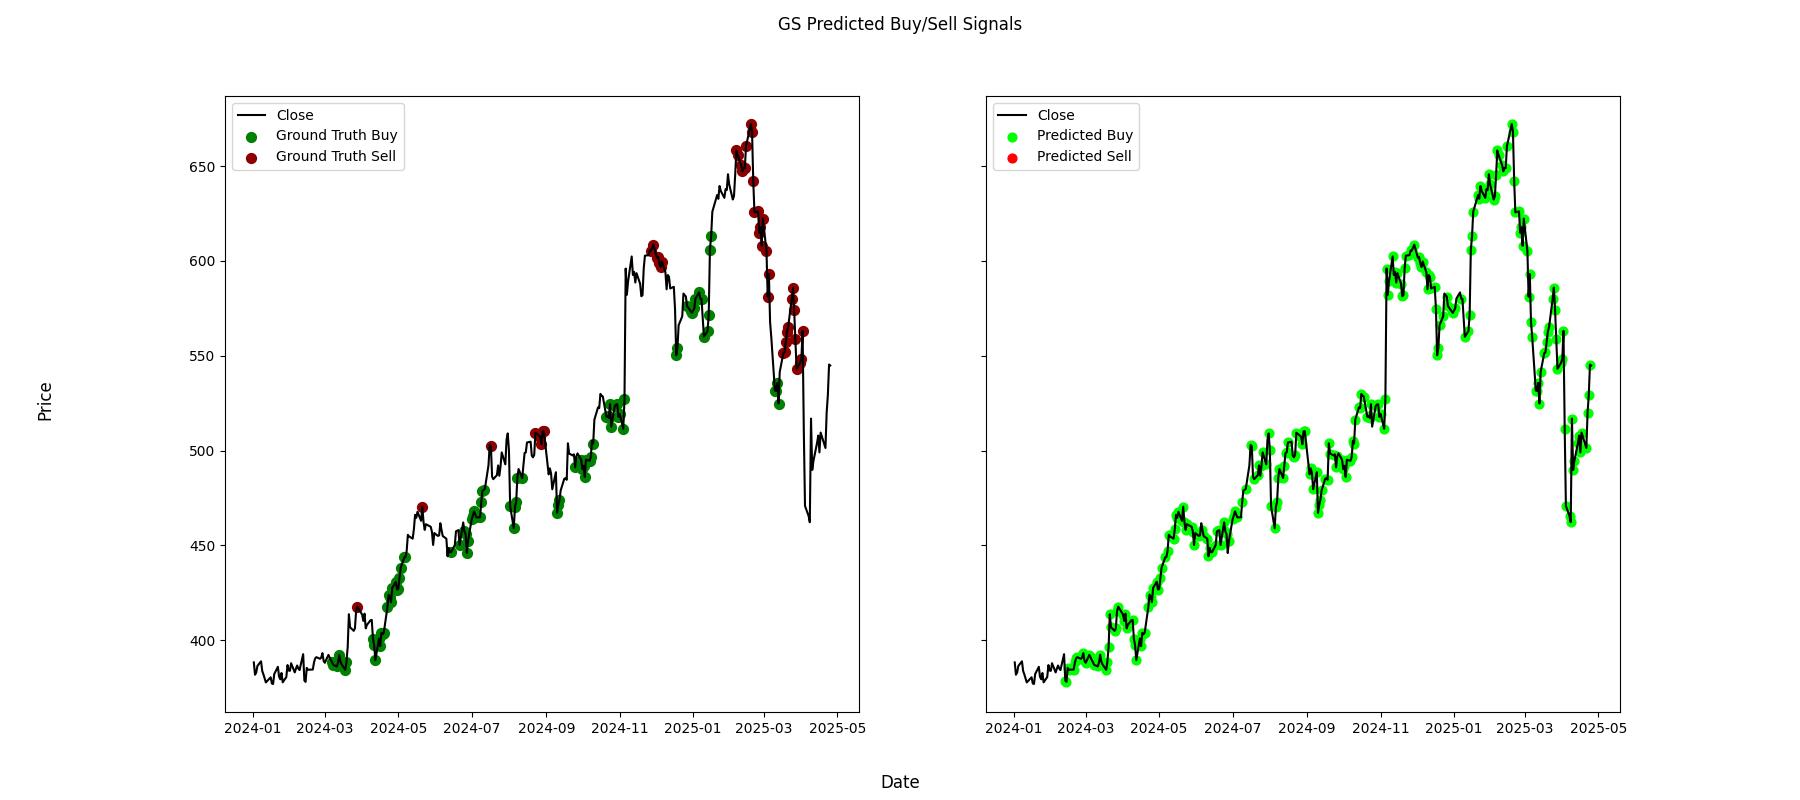 GS Predicted Buy/Sell Signals
Close
Ground Truth Buy
Ground Truth Sell
Close
Predicted Buy
Predicted Sell
Price
650
600
550
500
450
400
2024-01 2024-03 2024-05 2024-07 2024-09 2024-11 2025-01 2025-03 2025-05
2024-01 2024-03 2024-05 2024-07 2024-09 2024-11 2025-01 2025-03 2025-05
Date